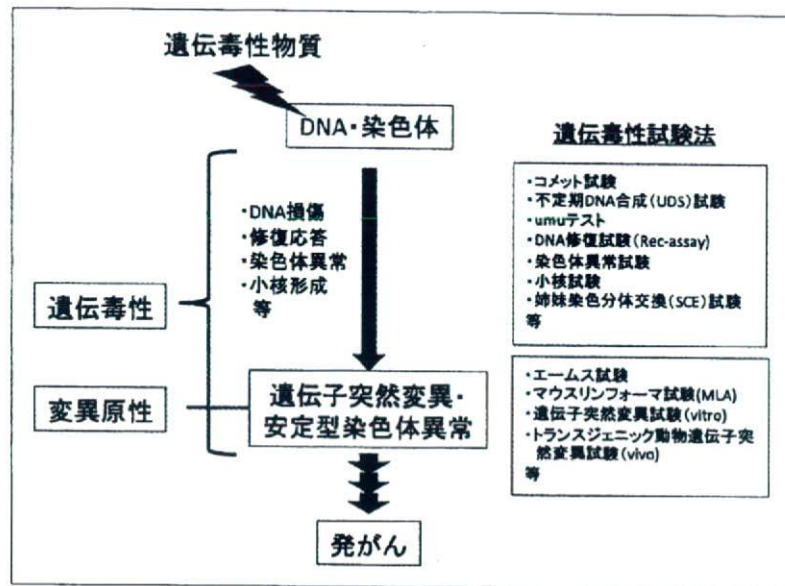 遺伝毒性物質
DNA・染色体
・DNA損傷
・修復応答
・染色体異常
・小核形成
等
遺伝毒性
変異原性
遺伝子突然変異・
安定型染色体異常
発がん
遺伝毒性試験法
・コメット試験
・不定期DNA合成(UDS)試験
・umuテスト
・DNA修復試験(Rec-assay)
・染色体異常試験
・小核試験
・姉妹染色分体交換(SCE)試験
等
・エームス試験
・マウスリンフォーマ試験(MLA)
・遺伝子突然変異試験(vitro)
・トランスジェニック動物遺伝子突
然変異試験(vivo)
等